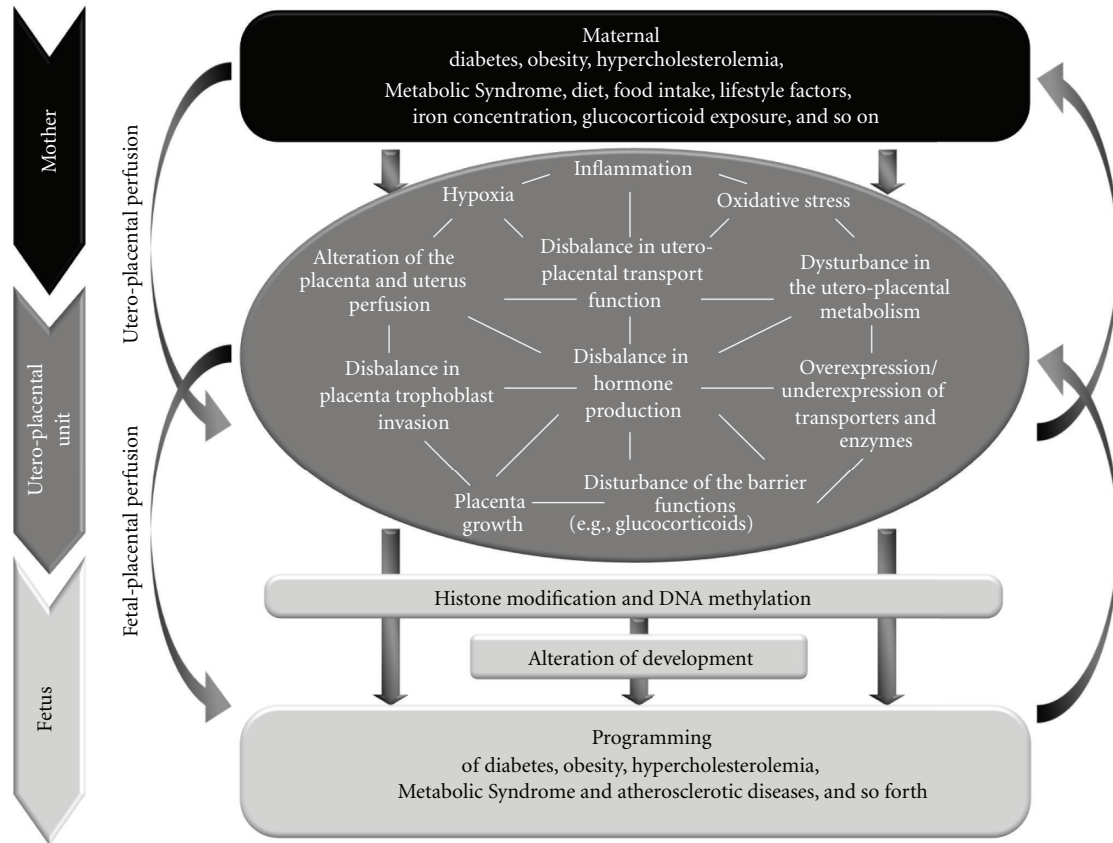 Mother
Utero-placental
unit
Fetus
Utero-placental perfusion
Fetal-placental perfusion
Maternal
diabetes, obesity, hypercholesterolemia,
Metabolic Syndrome, diet, food intake, lifestyle factors,
iron concentration, glucocorticoid exposure, and so on
Inflammation
Hypoxia
Oxidative stress
Alteration of the
placenta and uterus
perfusion
Disbalance in utero-
placental transport
function
Dysturbance in
the utero-placental
metabolism
Disbalance in
placenta trophoblast
invasion
Disbalance in
hormone
production
Overexpression/
underexpression of
transporters and
enzymes
Placenta
growth
Disturbance of the barrier
functions
(e.g., glucocorticoids)
Histone modification and DNA methylation
Alteration of development
Programming
of diabetes, obesity, hypercholesterolemia,
Metabolic Syndrome and atherosclerotic diseases, and so forth